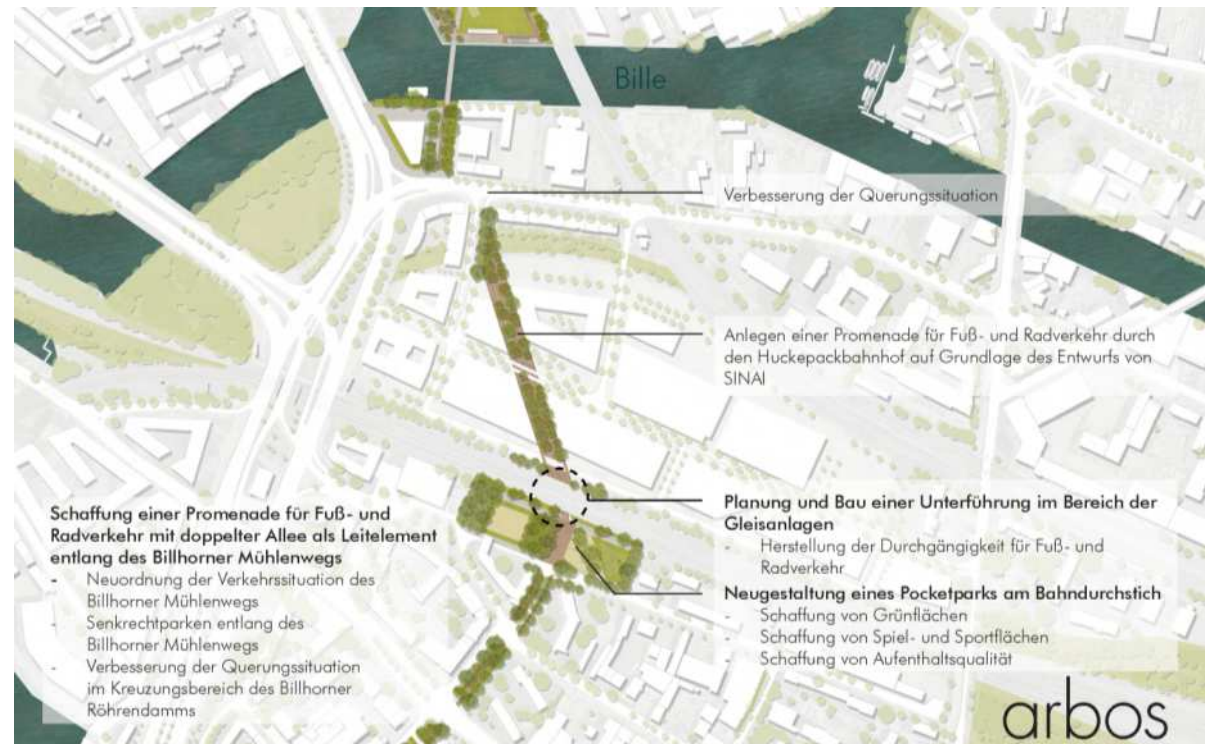 Bille
Verbesserung der Querungssituation
Anlegen einer Promenade für Fuß- und Radverkehr durch
den Huckepackbahnhof auf Grundlage des Entwurfs von
SINAI
Schaffung einer Promenade für Fuß- und
Radverkehr mit doppelter Allee als Leitelement
entlang des Billhorner Mühlenwegs
- Neuordnung der Verkehrssituation des
Billhorner Mühlenwegs
- Senkrechtparken entlang des
Billhorner Mühlenwegs
- Verbesserung der Querungssituation
im Kreuzungsbereich des Billhorner
Röhrendamms
Planung und Bau einer Unterführung im Bereich der
Gleisanlagen
- Herstellung der Durchgängigkeit für Fuß- und
Radverkehr
Neugestaltung eines Pocketparks am Bahndurchstich
- Schaffung von Grünflächen
- Schaffung von Spiel- und Sportflächen
- Schaffung von Aufenthaltsqualität
arbos